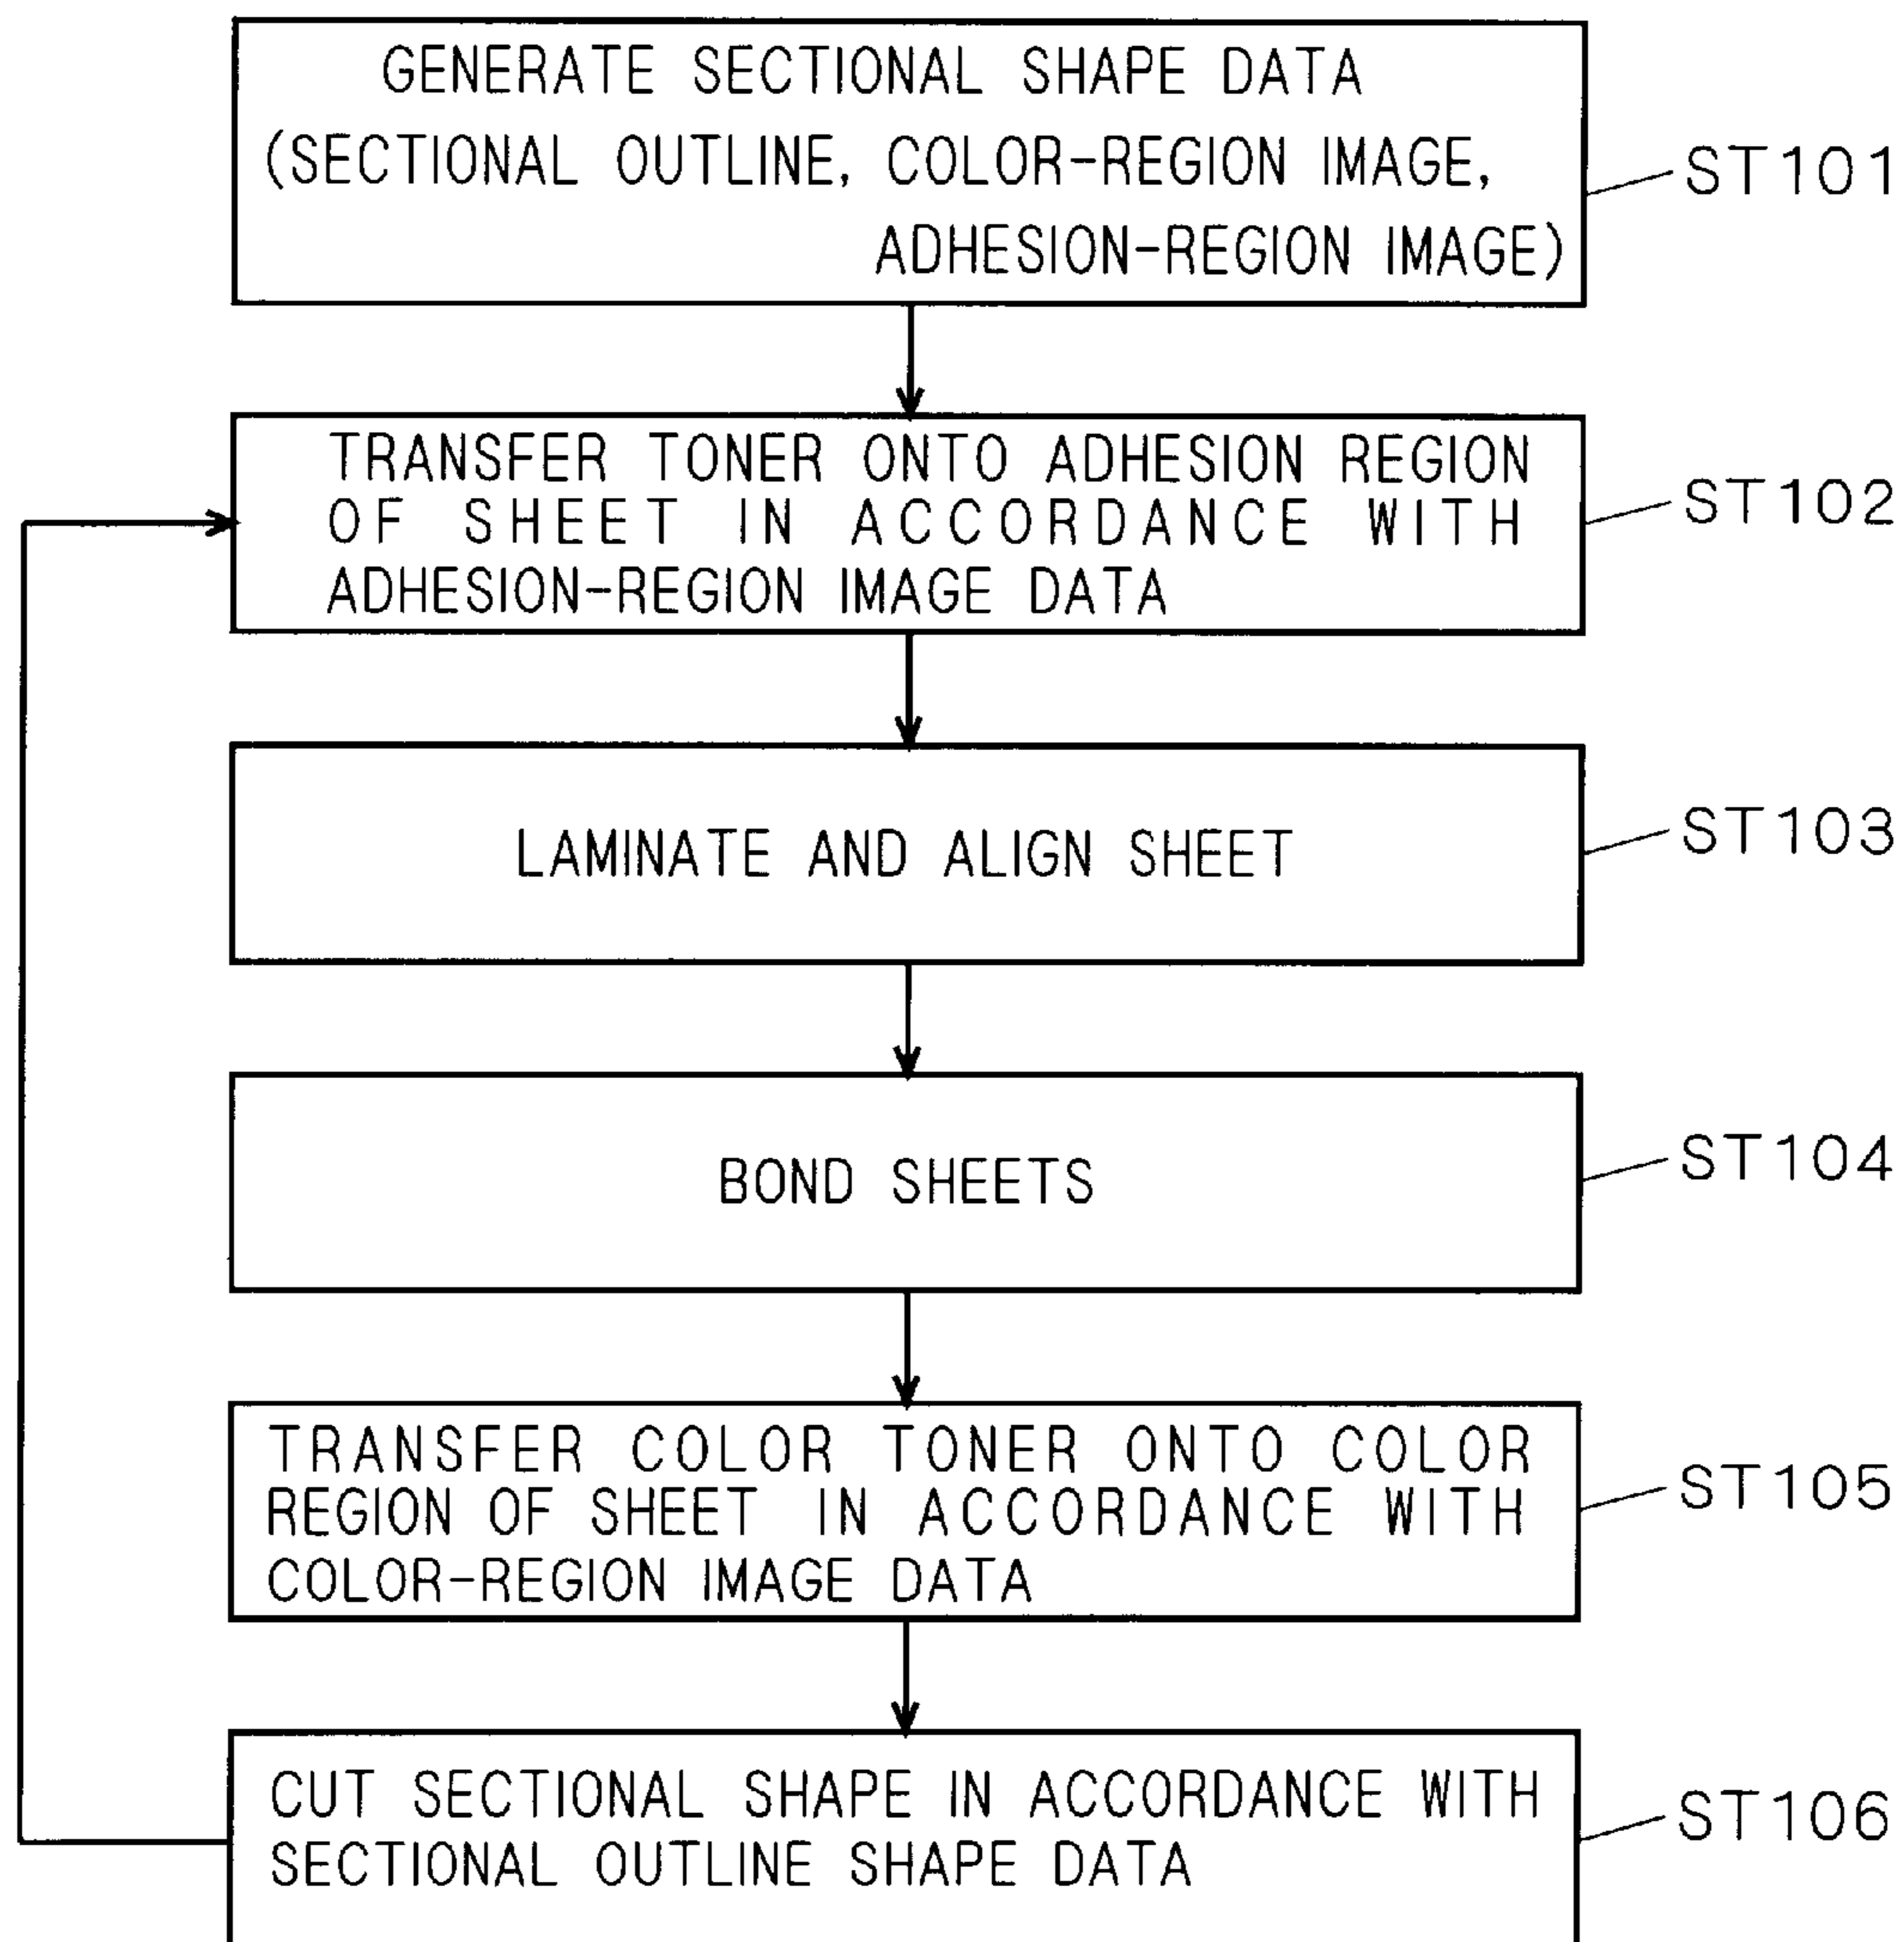 GENERATE SECTIONAL SHAPE DATA
(SECTIONAL OUTLINE, COLOR-REGION IMAGE,
ADHESION-REGION IMAGE)
ST101
TRANSFER TONER ONTO ADHESION REGION
OF SHEET IN ACCORDANCE WITH
ADHESION-REGION IMAGE DATA
ST102
LAMINATE AND ALIGN SHEET
ST103
BOND SHEETS
ST104
TRANSFER COLOR TONER ONTO COLOR
REGION OF SHEET IN ACCORDANCE WITH
COLOR-REGION IMAGE DATA
ST105
CUT SECTIONAL SHAPE IN ACCORDANCE WITH
SECTIONAL OUTLINE SHAPE DATA
ST106